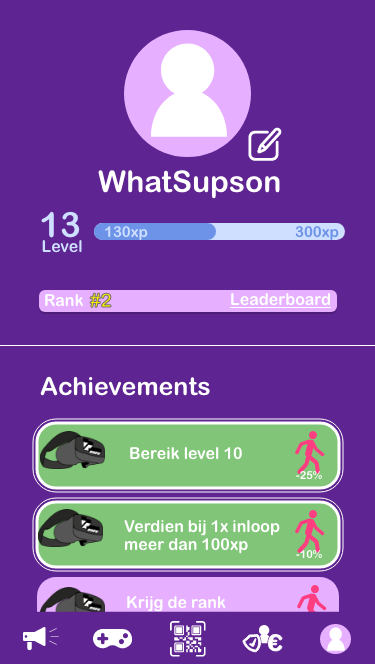 WhatSupson
13
Level
130xp 300xp
Rank #2 Leaderboard
Achievements
Bereik level 10
-25%
Verdien bij 1x inloop
meer dan 100xp
-10%
Krijg de rank